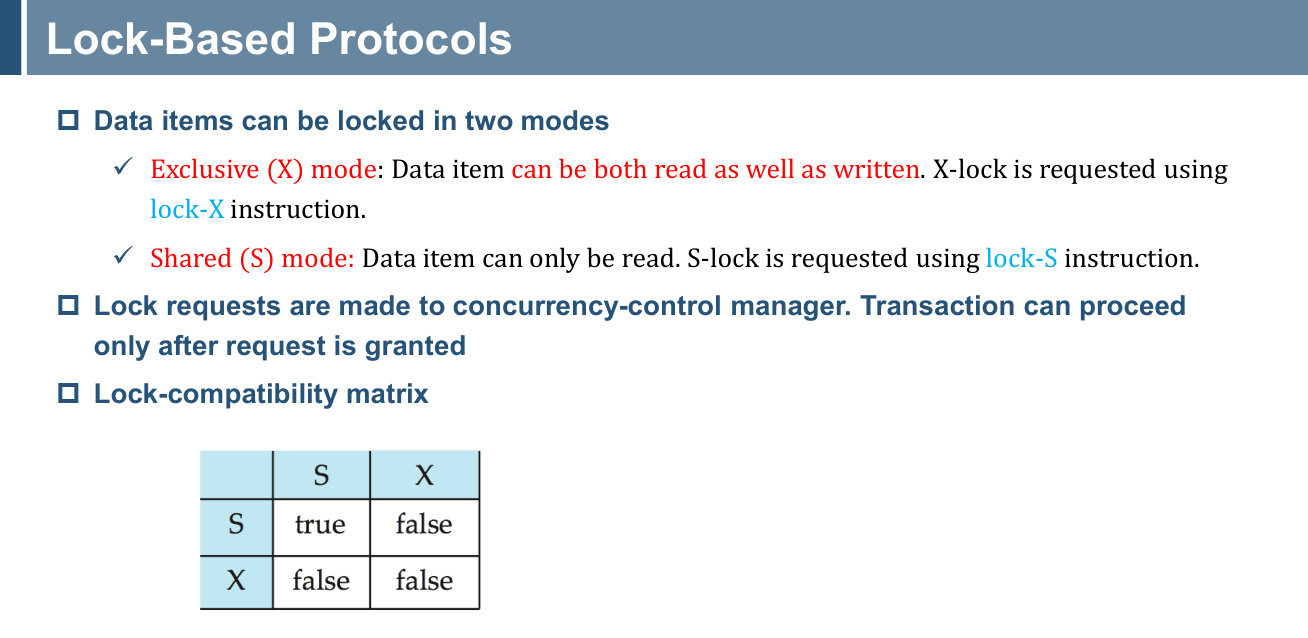 Lock-Based Protocols
Data items can be locked in two modes
Exclusive (X) mode: Data item can be both read as well as written. X-lock is requested using
lock-X instruction.
Shared (S) mode: Data item can only be read. S-lock is requested using lock-S instruction.
Lock requests are made to concurrency-control manager. Transaction can proceed
only after request is granted
Lock-compatibility matrix
S X
S true false
X false false